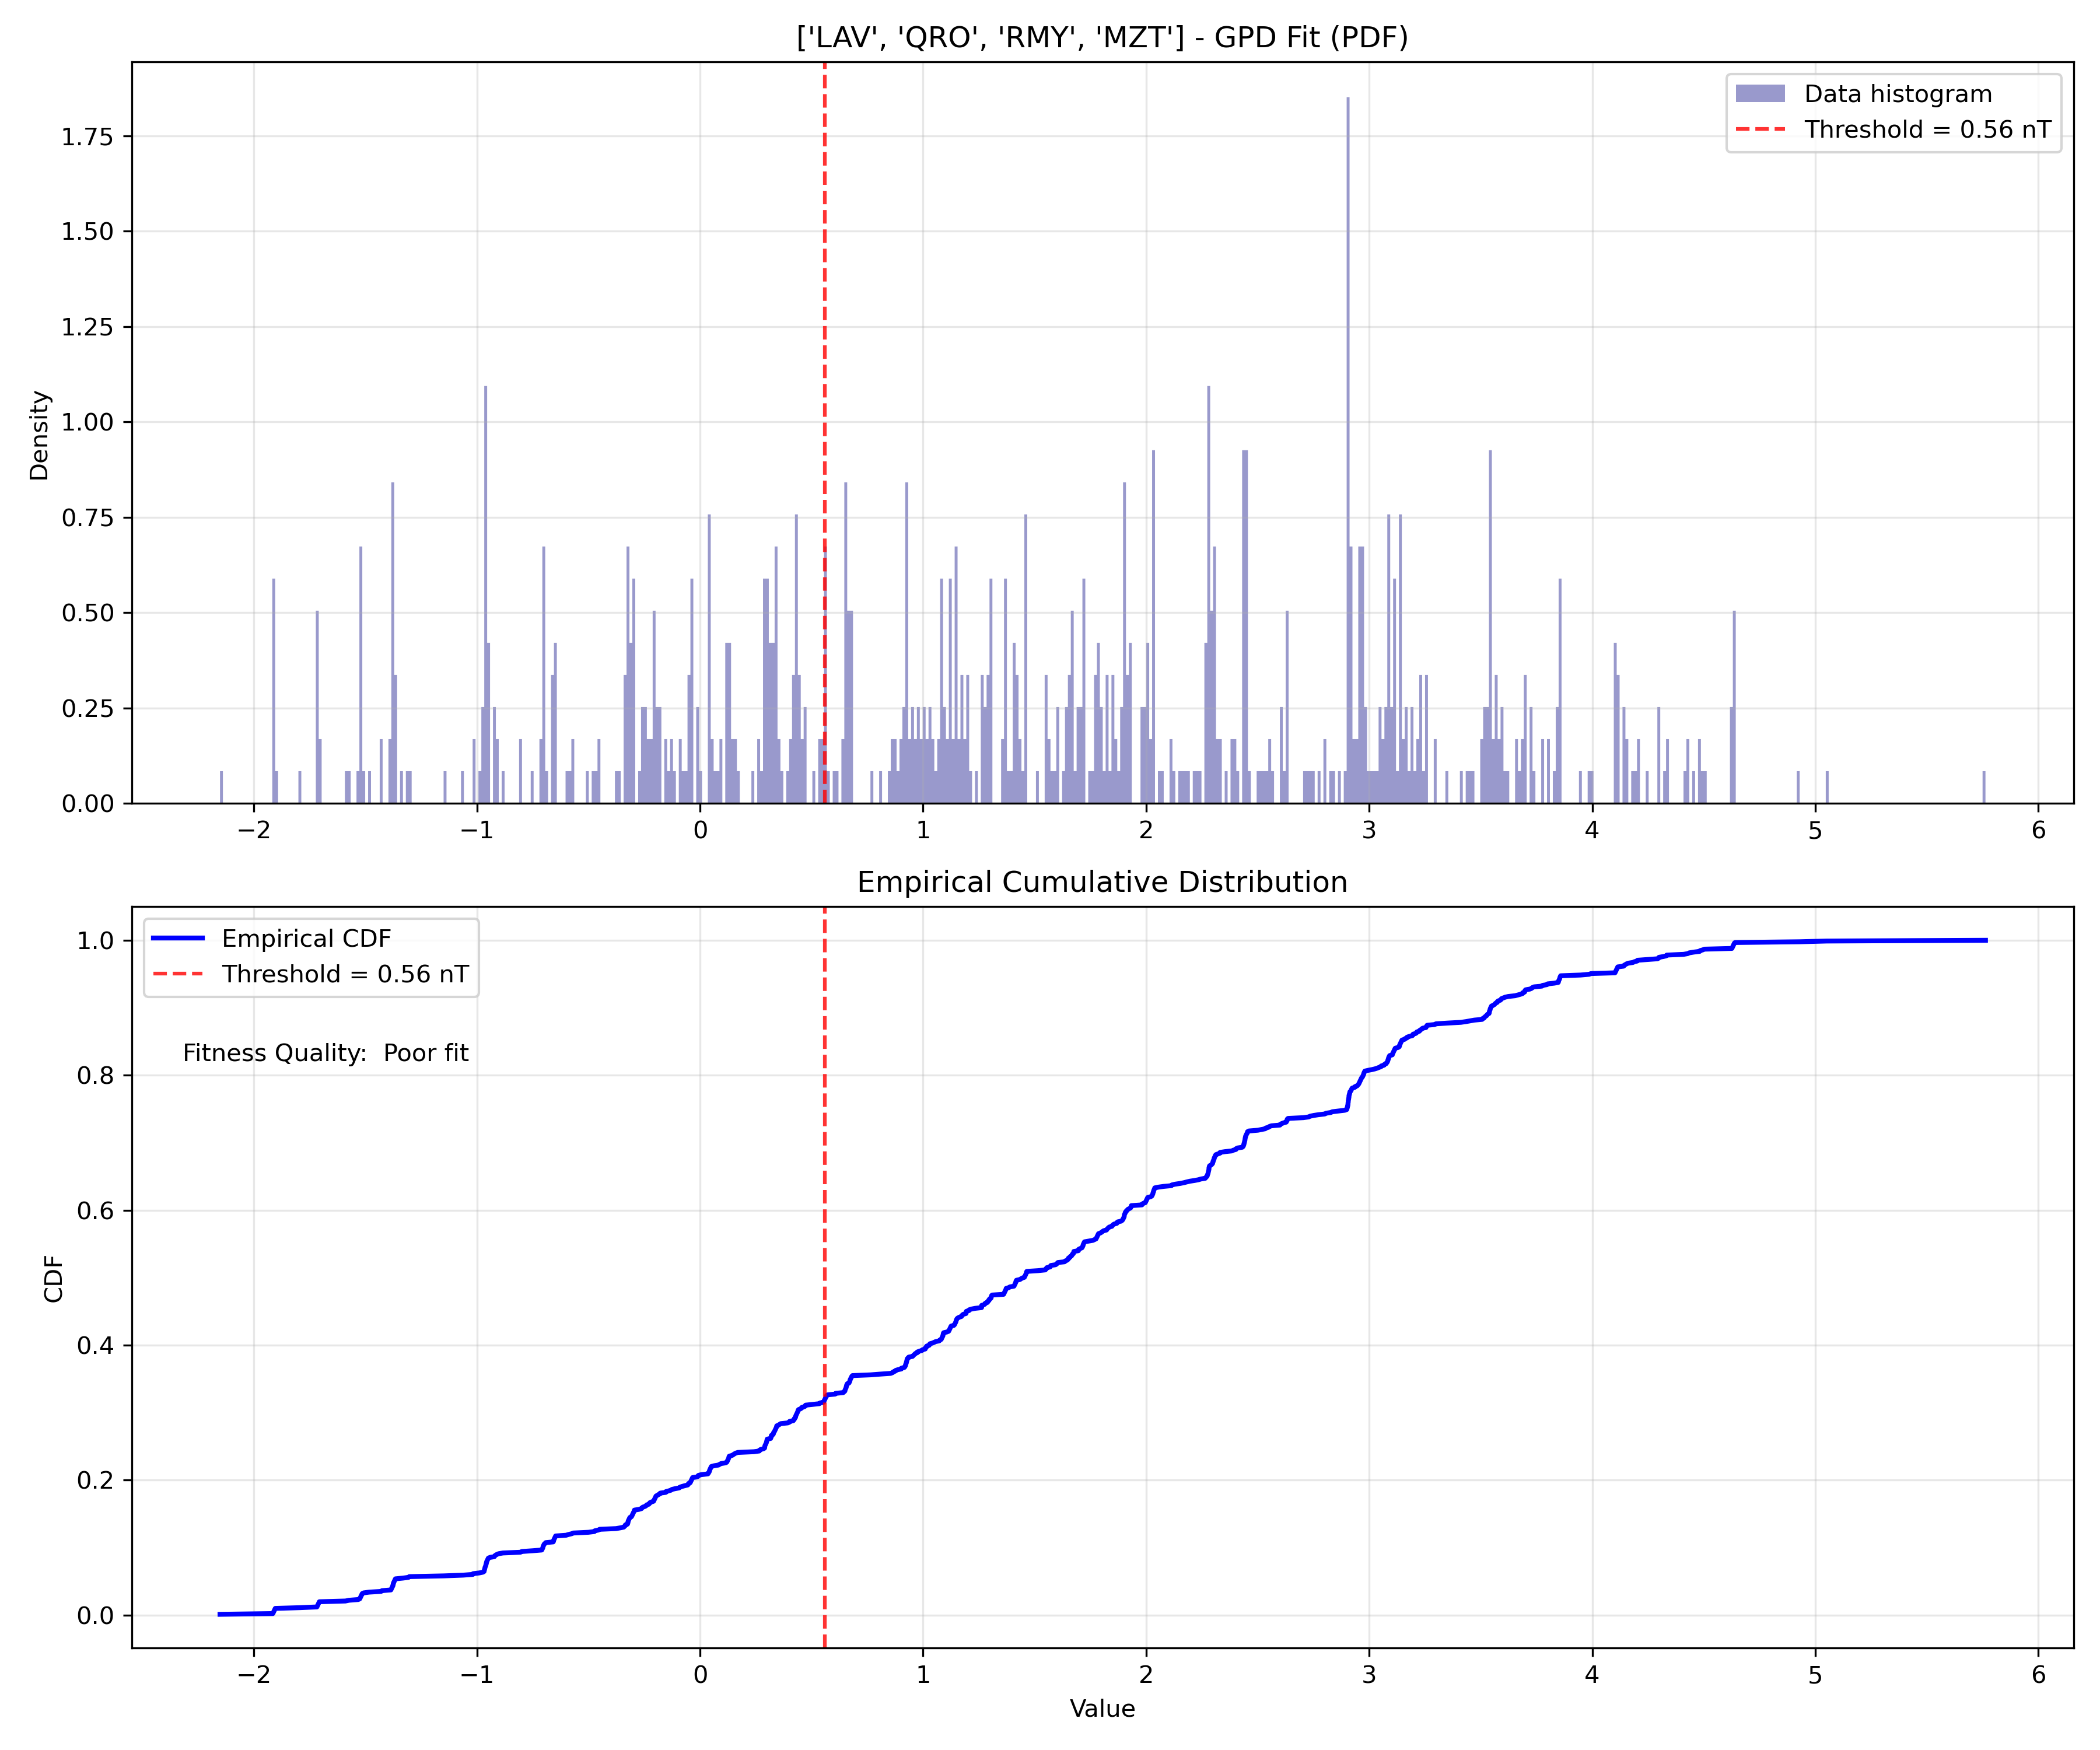 ['LAV', 'QRO', 'RMY', 'MZT'] - GPD Fit (PDF)
Data histogram
Threshold = 0.56 nT
Density
1.75
1.50
1.25
1.00
0.75
0.50
0.25
0.00
−2 −1 0 1 2 3 4 5 6
Empirical Cumulative Distribution
Empirical CDF
Threshold = 0.56 nT
Fitness Quality: Poor fit
CDF
1.0
0.8
0.6
0.4
0.2
0.0
−2 −1 0 1 2 3 4 5 6
Value